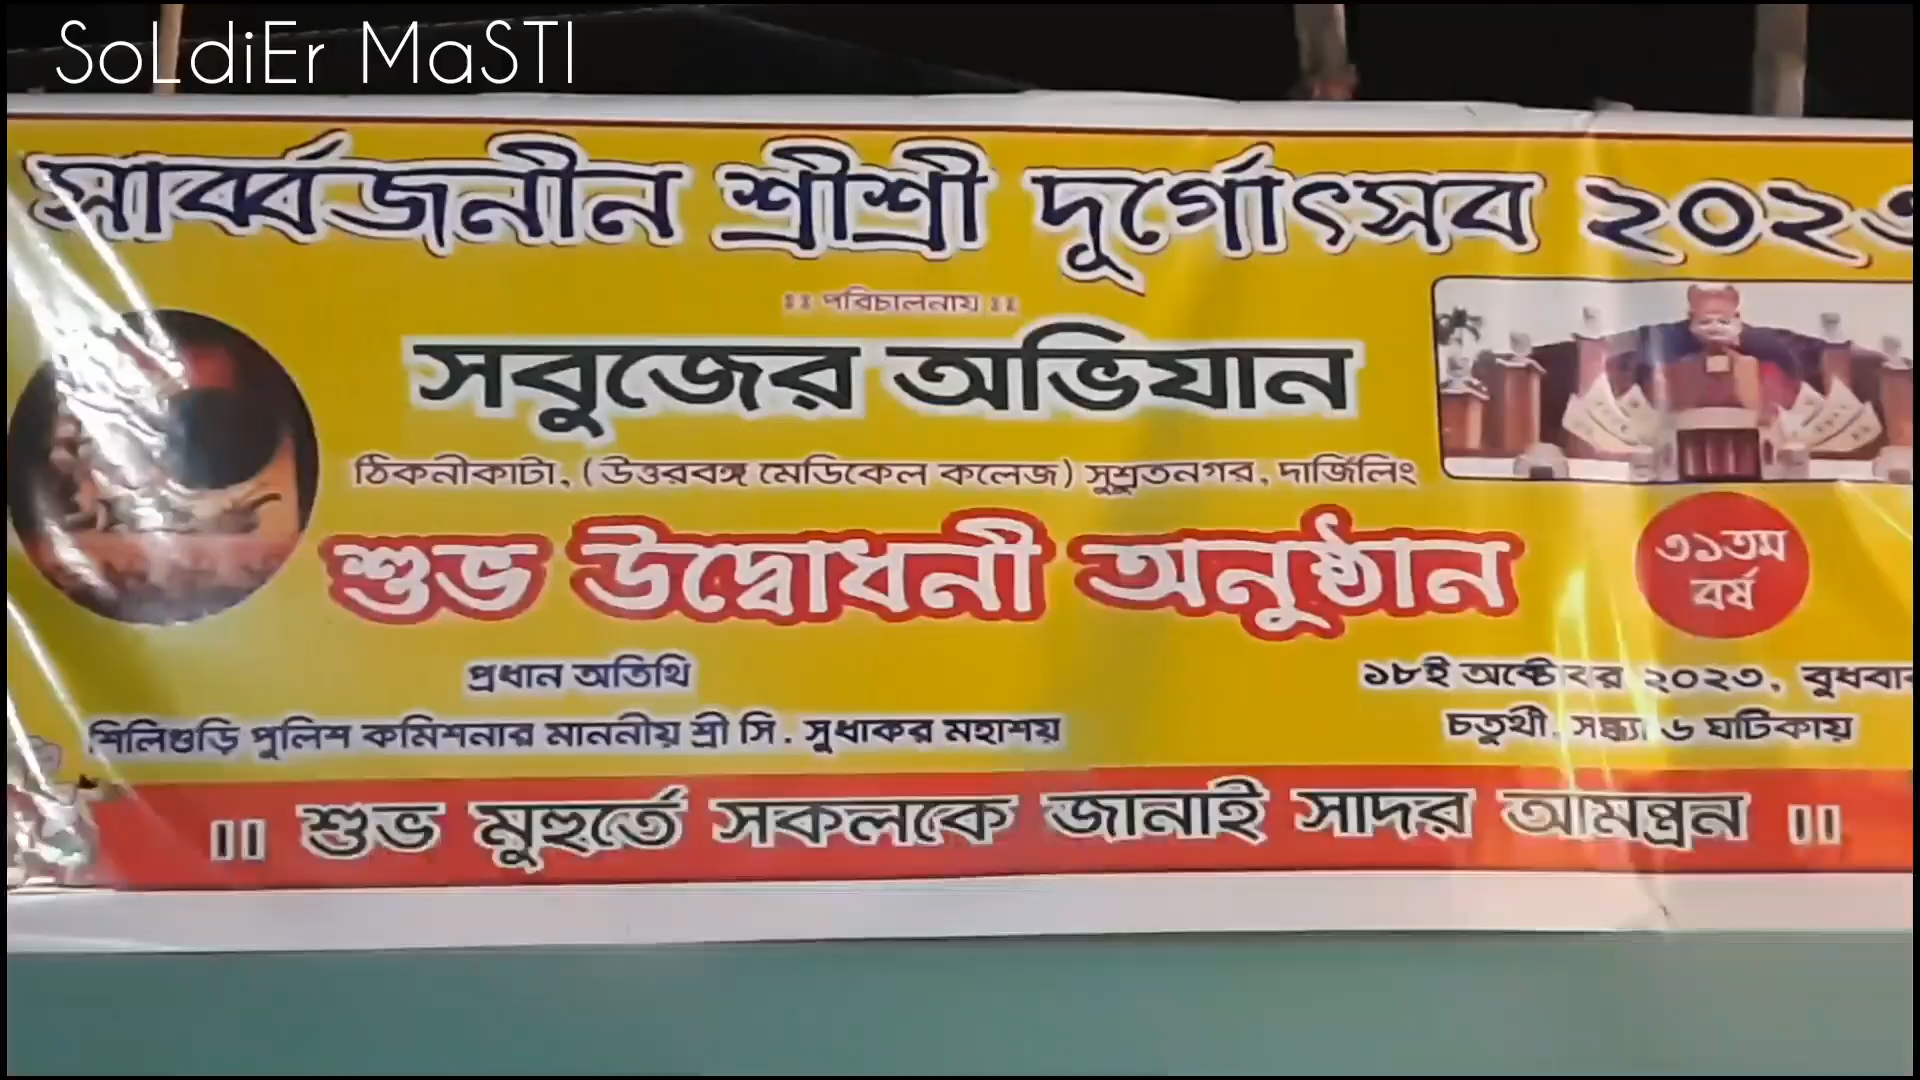 SoLdiEr MaSTI
সার্ব্বজনীন শ্রীশ্রী দূর্গোৎসব ২০২৩
।। পরিচালনায় ।।
সবুজের অভিযান
ঠিকনীকাটা, (উত্তরবঙ্গ মেডিকেল কলেজ) সুশ্রুতনগর, দার্জিলিং
শুভ উদ্বোধনী অনুষ্ঠান
৩১তম
বর্ষ
প্রধান অতিথি
শিলিগুড়ি পুলিশ কমিশনার মাননীয় শ্রী সি. সুধাকর মহাশয়
১৮ই অক্টোবর ২০২৩, বুধবার
চতুর্থী, সন্ধ্যা ৬ ঘটিকায়
।। শুভ মুহুর্তে সকলকে জানাই সাদর আমন্ত্রন ।।